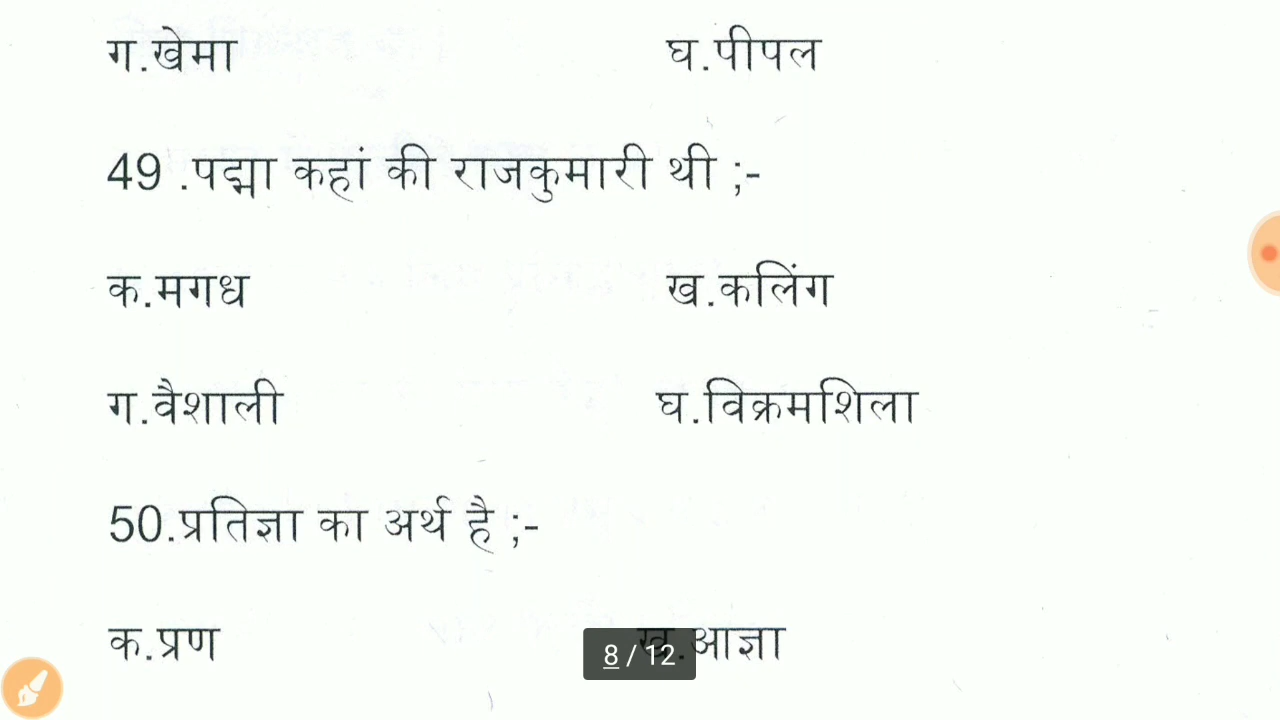 ग.खेमा घ.पीपल
49 .पद्मा कहां की राजकुमारी थी ;-
क.मगध ख.कलिंग
ग.वैशाली घ.विक्रमशिला
50.प्रतिज्ञा का अर्थ है ;-
क.प्रण ख.आज्ञा
8 / 12